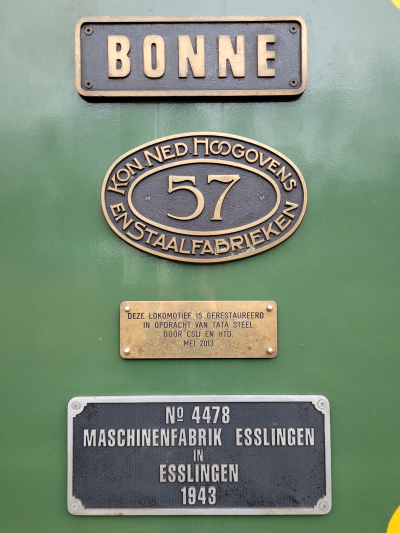 BONNE
KON. NED. HOOGOVENS
57
EN STAALFABRIEKEN
DEZE LOKOMOTIEF IS GERESTAUREERD
IN OPDRACHT VAN TATA STEEL
DOOR CSU EN HTD.
MEI 2013
Nº 4478
MASCHINENFABRIK ESSLINGEN
IN
ESSLINGEN
1943